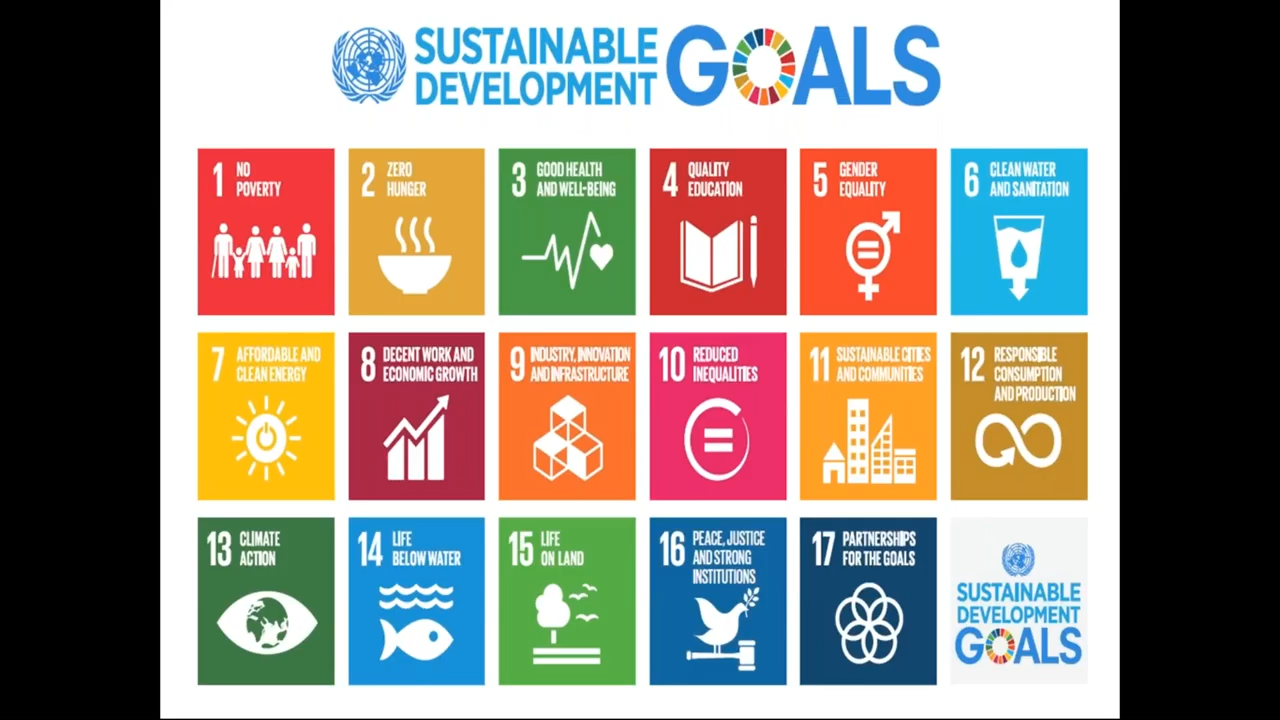 SUSTAINABLE
DEVELOPMENT
GOALS
1 NO
POVERTY
2 ZERO
HUNGER
3 GOOD HEALTH
AND WELL-BEING
4 QUALITY
EDUCATION
5 GENDER
EQUALITY
6 CLEAN WATER
AND SANITATION
7 AFFORDABLE AND
CLEAN ENERGY
8 DECENT WORK AND
ECONOMIC GROWTH
9 INDUSTRY, INNOVATION
AND INFRASTRUCTURE
10 REDUCED
INEQUALITIES
11 SUSTAINABLE CITIES
AND COMMUNITIES
12 RESPONSIBLE
CONSUMPTION
AND PRODUCTION
13 CLIMATE
ACTION
14 LIFE
BELOW WATER
15 LIFE
ON LAND
16 PEACE, JUSTICE
AND STRONG
INSTITUTIONS
17 PARTNERSHIPS
FOR THE GOALS
SUSTAINABLE
DEVELOPMENT
GOALS